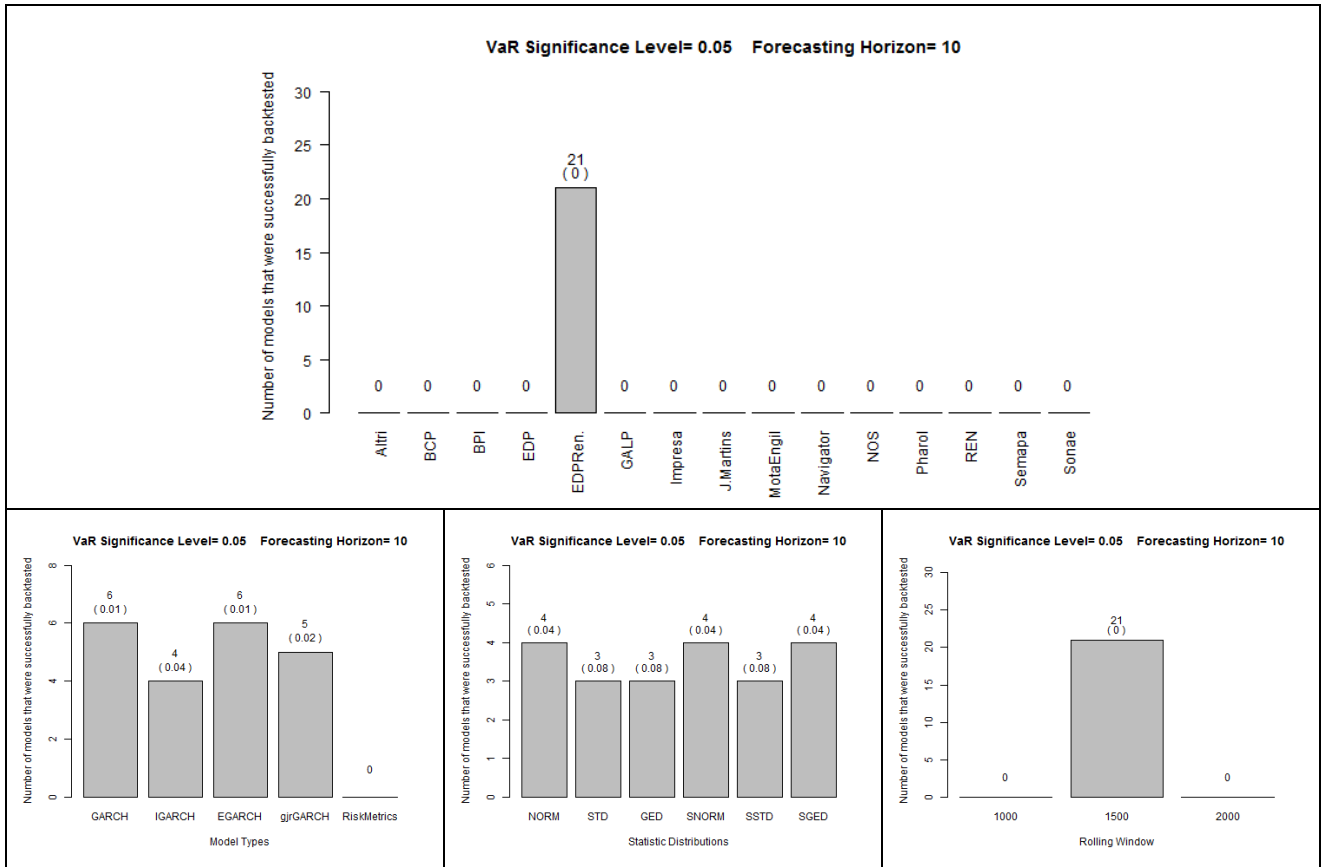 VaR Significance Level= 0.05 Forecasting Horizon= 10
Number of models that were successfully backtested
30
25
20
15
10
5
0
0 0 0 0 21 0 0 0 0 0 0 0 0 0 0
( 0 )
Altri BCP BPI EDP EDPRen. GALP Impresa J.Martins MotaEngil Navigator NOS Pharol REN Semapa Sonae
VaR Significance Level= 0.05 Forecasting Horizon= 10
Number of models that were successfully backtested
8
6
4
2
0
6 4 6 5 0
( 0.01 ) ( 0.04 ) ( 0.01 ) ( 0.02 )
GARCH IGARCH EGARCH gjrGARCH RiskMetrics
Model Types
VaR Significance Level= 0.05 Forecasting Horizon= 10
Number of models that were successfully backtested
6
5
4
3
2
1
0
4 3 3 4 3 4
( 0.04 ) ( 0.08 ) ( 0.08 ) ( 0.04 ) ( 0.08 ) ( 0.04 )
NORM STD GED SNORM SSTD SGED
Statistic Distributions
VaR Significance Level= 0.05 Forecasting Horizon= 10
Number of models that were successfully backtested
30
25
20
15
10
5
0
0 21 0
( 0 )
1000 1500 2000
Rolling Window